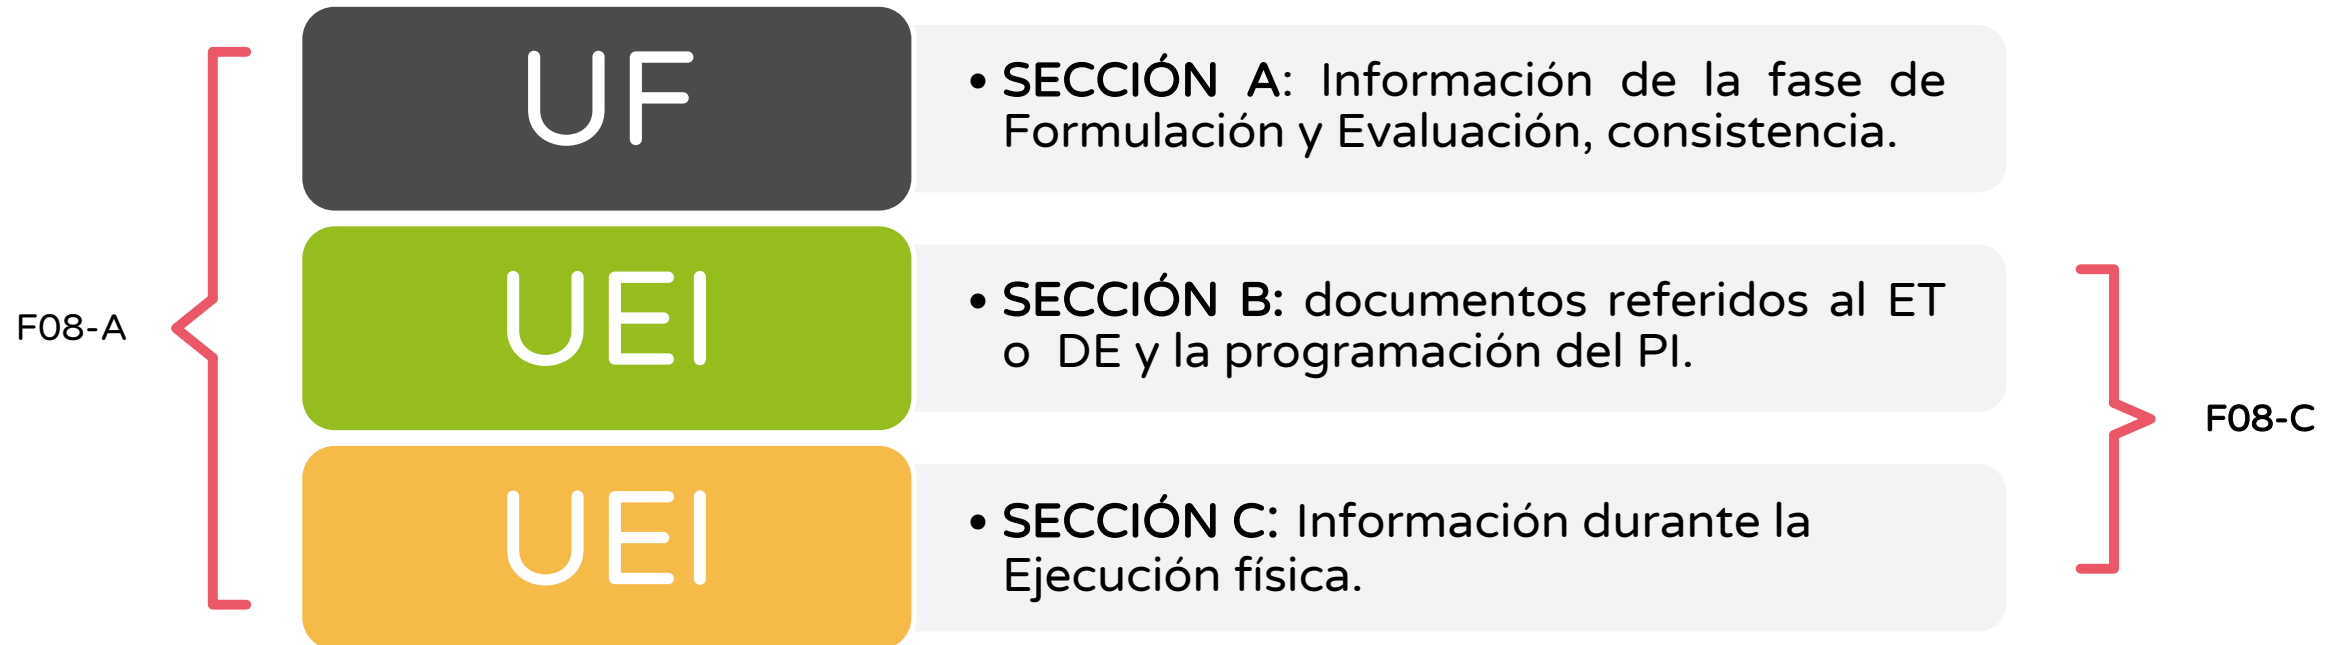 UF
• SECCIÓN A: Información de la fase de
Formulación y Evaluación, consistencia.
F08-A
UEI
• SECCIÓN B: documentos referidos al ET
o DE y la programación del PI.
F08-C
UEI
• SECCIÓN C: Información durante la
Ejecución física.